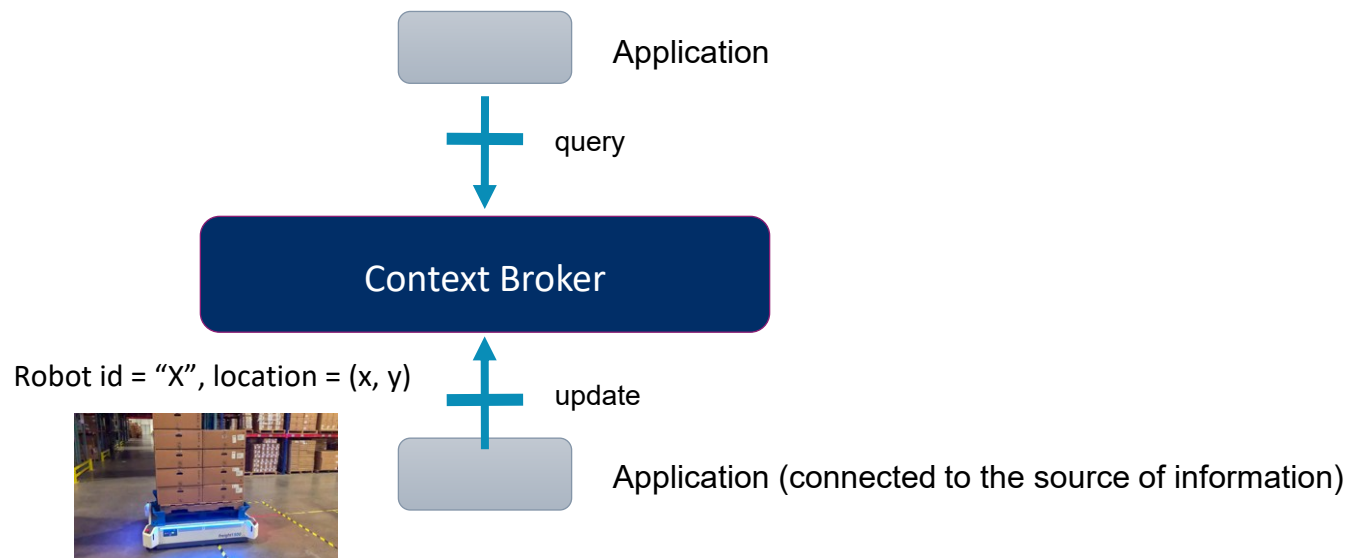 Application
query
Context Broker
Robot id = “X”, location = (x, y)
update
Application (connected to the source of information)